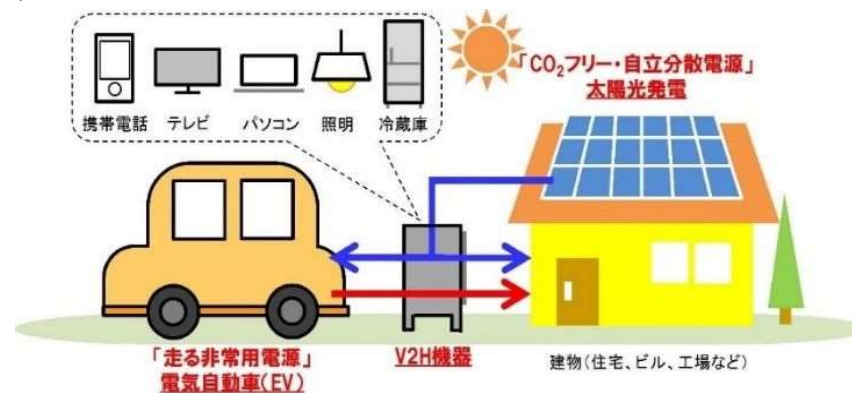 「CO₂フリー・自立分散電源」
太陽光発電
携帯電話 テレビ パソコン 照明 冷蔵庫
「走る非常用電源」
電気自動車(EV)
V2H機器
建物(住宅、ビル、工場など)